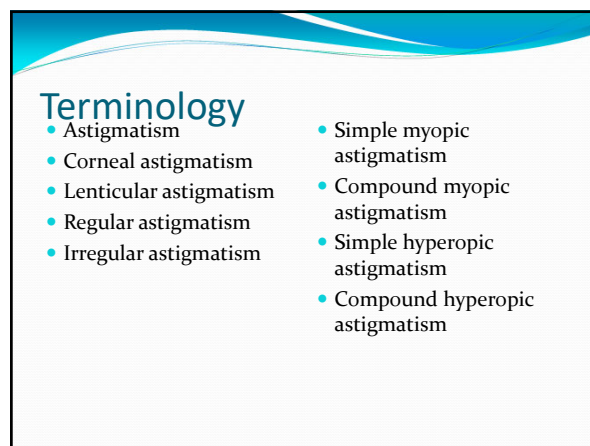 Terminology
• Astigmatism
• Corneal astigmatism
• Lenticular astigmatism
• Regular astigmatism
• Irregular astigmatism
• Simple myopic
astigmatism
• Compound myopic
astigmatism
• Simple hyperopic
astigmatism
• Compound hyperopic
astigmatism